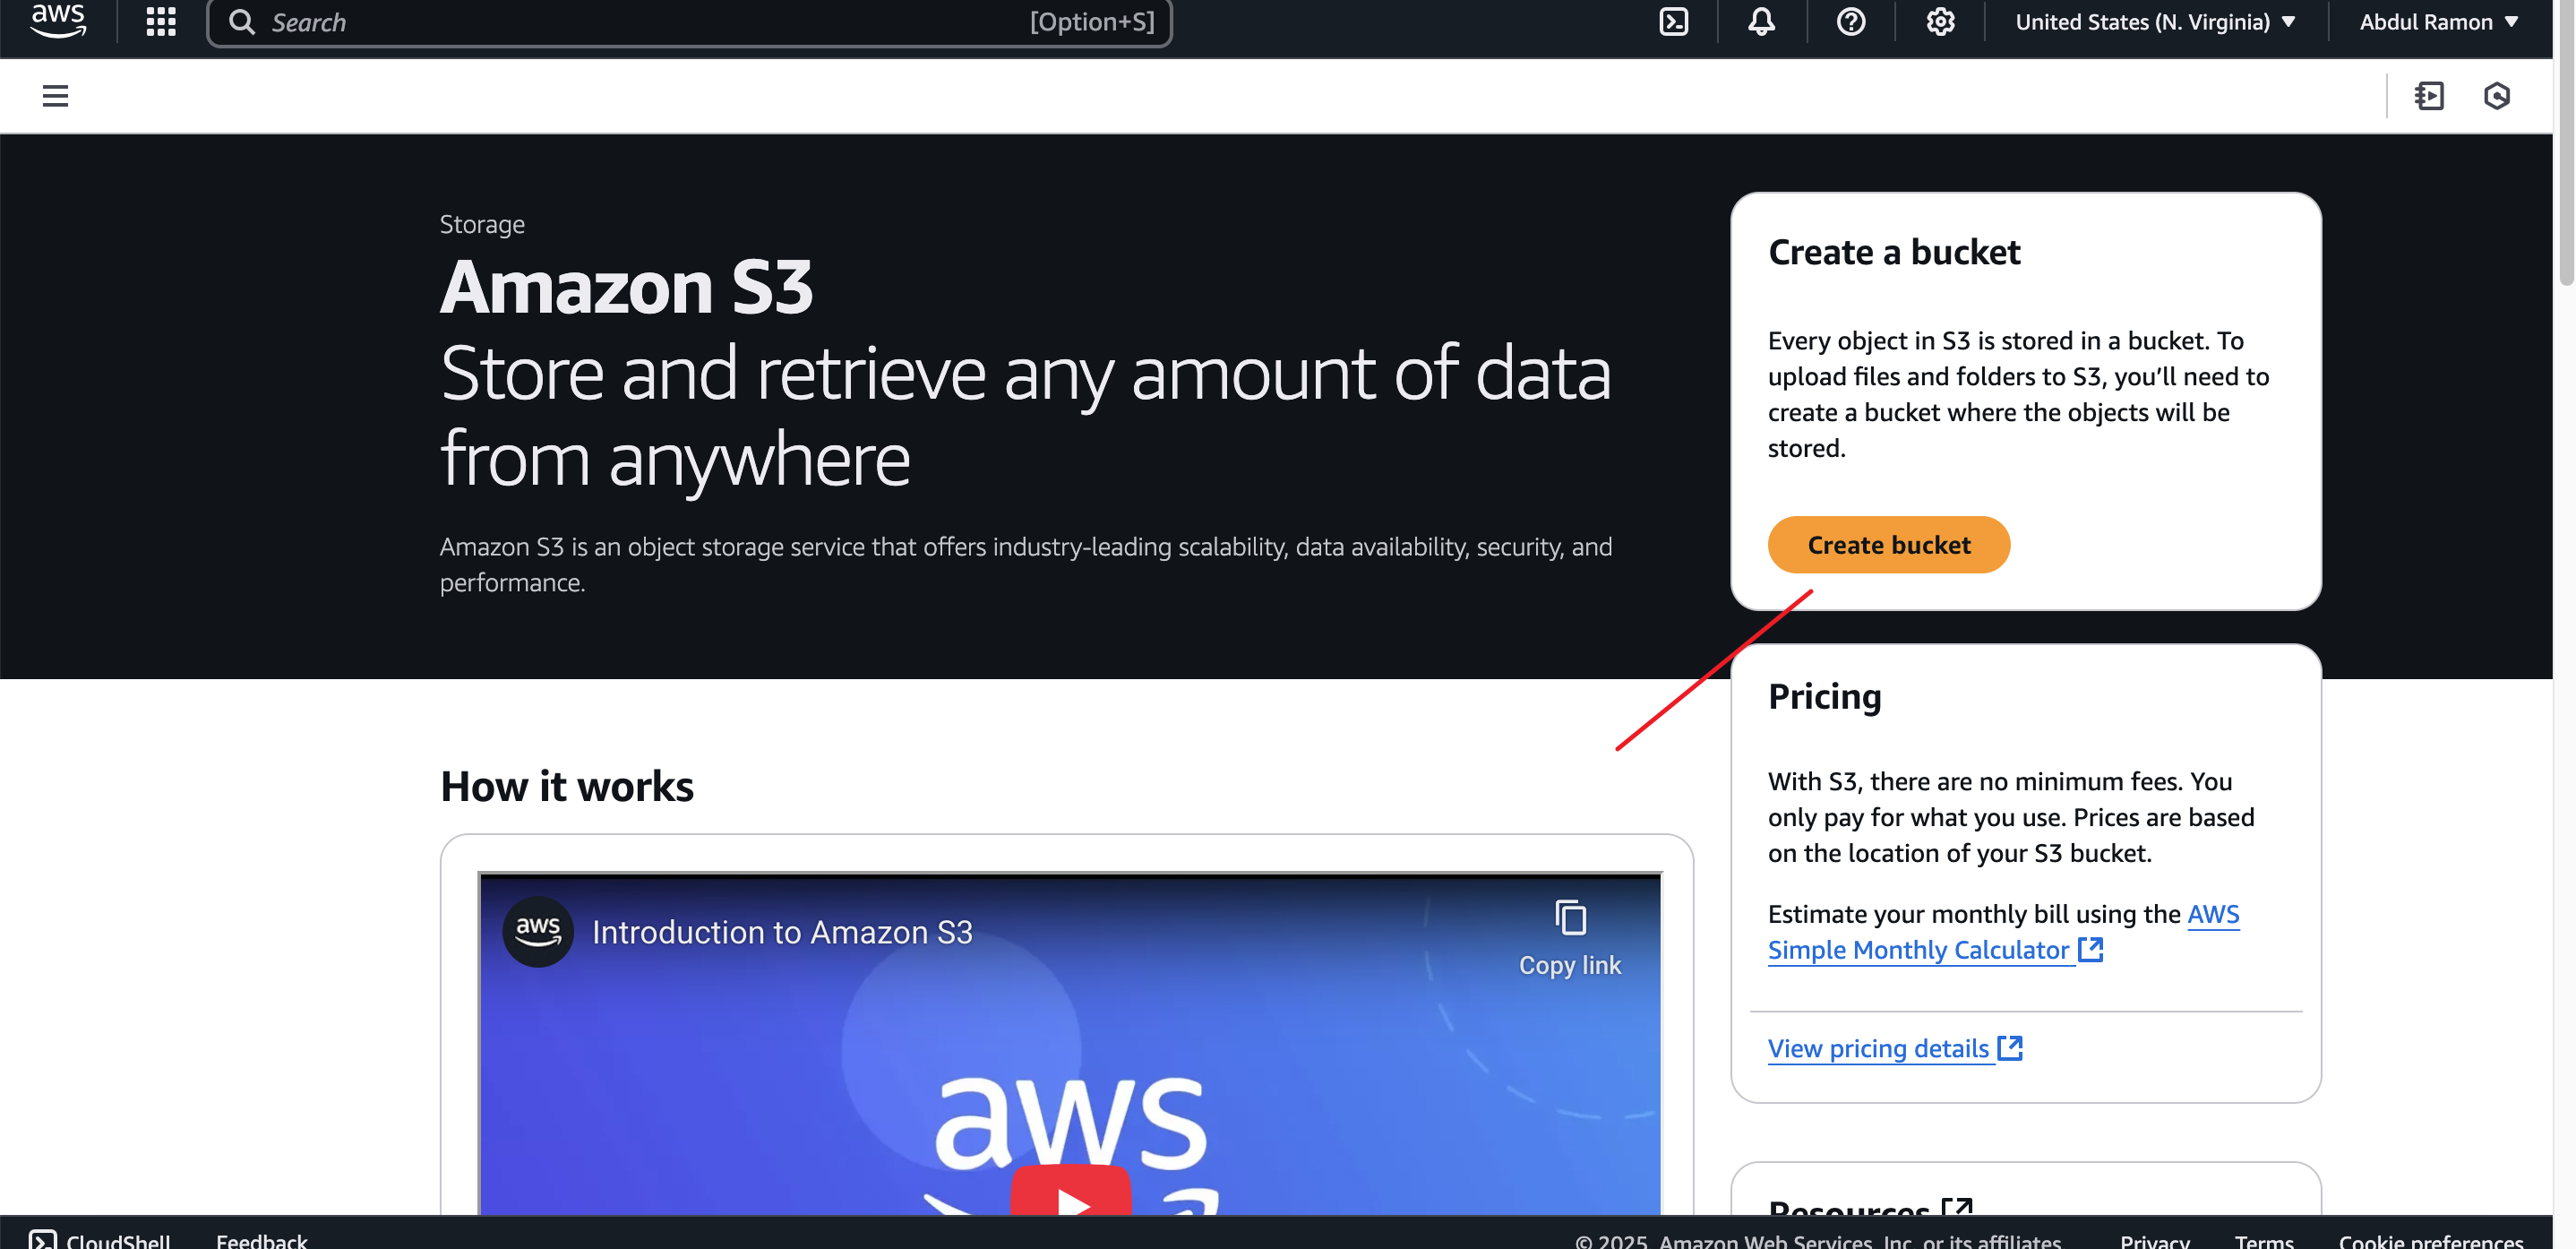 aws
Search [Option+S]
United States (N. Virginia)
Abdul Ramon
Storage
Amazon S3
Store and retrieve any amount of data
from anywhere
Amazon S3 is an object storage service that offers industry-leading scalability, data availability, security, and
performance.
Create a bucket
Every object in S3 is stored in a bucket. To
upload files and folders to S3, you’ll need to
create a bucket where the objects will be
stored.
Create bucket
How it works
aws
Introduction to Amazon S3
Copy link
aws
Pricing
With S3, there are no minimum fees. You
only pay for what you use. Prices are based
on the location of your S3 bucket.
Estimate your monthly bill using the AWS
Simple Monthly Calculator
View pricing details
Resources
CloudShell
Feedback
© 2025, Amazon Web Services, Inc. or its affiliates.
Privacy
Terms
Cookie preferences